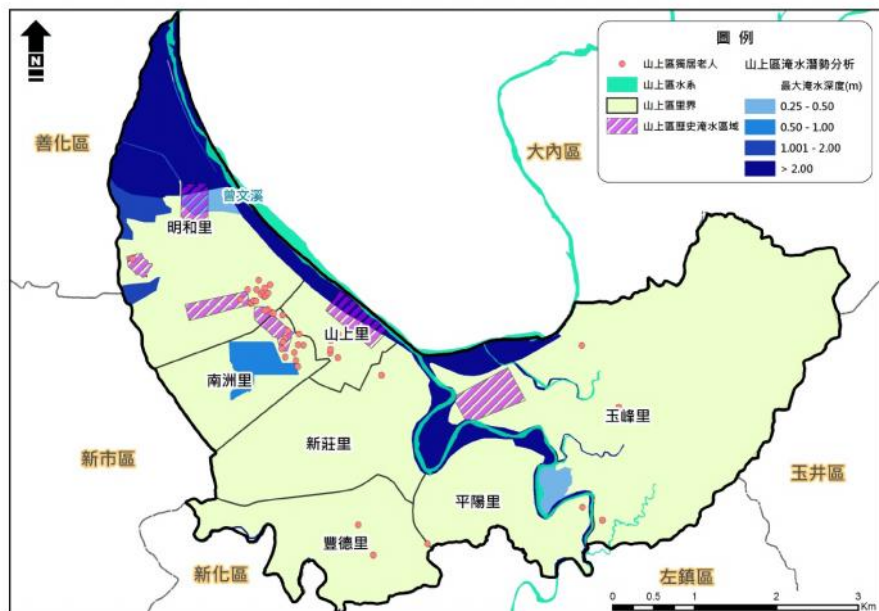 N
圖 例
山上區獨居老人
山上區水系
山上區里界
山上區歷史淹水區域
山上區淹水潛勢分析
最大淹水深度(m)
0.25 - 0.50
0.50 - 1.00
1.001 - 2.00
> 2.00
善化區
大內區
曾文溪
明和里
山上里
南洲里
玉峰里
新莊里
新市區
玉井區
平陽里
豐德里
新化區
左鎮區
0 0.5 1 2 3
Km